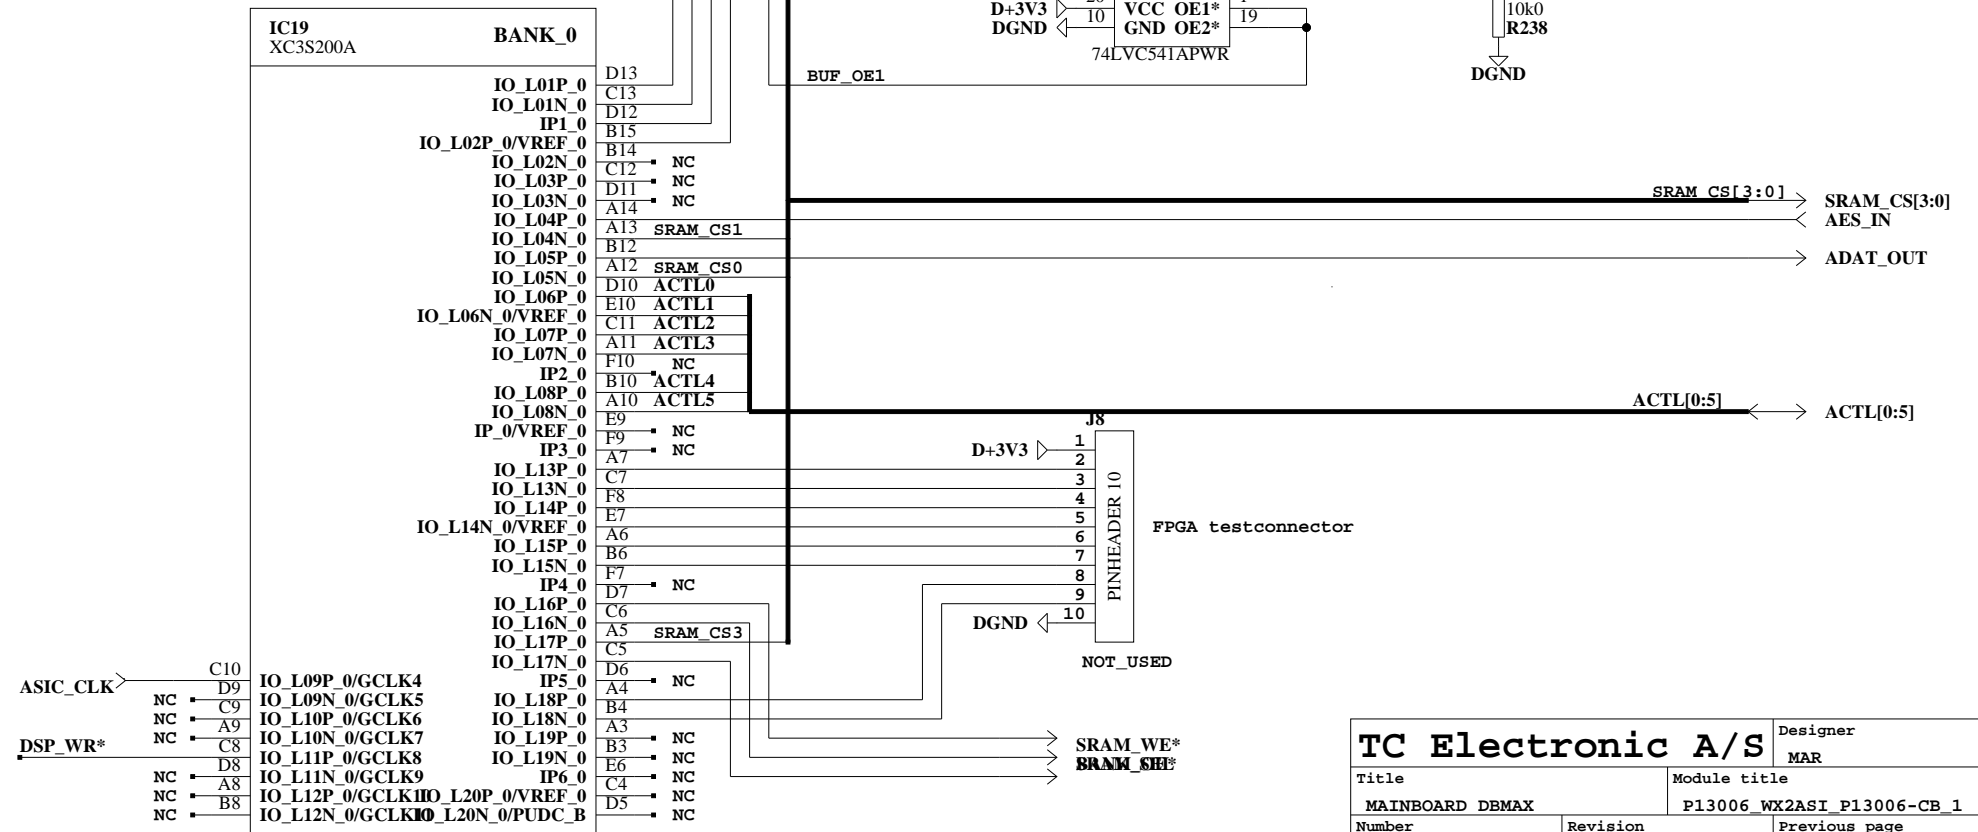 IC19
XC3S200A
BANK_0
D+3V3
10
DGND
VCC OE1*
GND OE2*
19
74LVC541APWR
10k0
R238
DGND
BUF_OE1
IO_L01P_0 D13
IO_L01N_0 C13
IP1_0 D12
IO_L02P_0/VREF_0 B15
IO_L02N_0 B14 NC
IO_L03P_0 C12 NC
IO_L03N_0 D11 NC
IO_L04P_0 A14
IO_L04N_0 A13 SRAM_CS1
IO_L05P_0 B12
IO_L05N_0 A12 SRAM_CS0
IO_L06P_0 D10 ACTL0
IO_L06N_0/VREF_0 E10 ACTL1
IO_L07P_0 C11 ACTL2
IO_L07N_0 A11 ACTL3
IP2_0 F10 NC
IO_L08P_0 B10 ACTL4
IO_L08N_0 A10 ACTL5
IP_0/VREF_0 E9 NC
IP3_0 F9 NC
IO_L13P_0 A7
IO_L13N_0 C7
IO_L14P_0 F8
IO_L14N_0/VREF_0 E7
IO_L15P_0 A6
IO_L15N_0 B6
IP4_0 F7 NC
IO_L16P_0 D7
IO_L16N_0 C6
IO_L17P_0 A5 SRAM_CS3
IO_L17N_0 C5
IP5_0 D6 NC
IO_L18P_0 A4
IO_L18N_0 B4
IO_L19P_0 A3 NC
IO_L19N_0 B3 NC
IP6_0 E6 NC
IO_L20P_0/VREF_0 C4 NC
IO_L20N_0/PUDC_B D5 NC
ASIC_CLK C10 IO_L09P_0/GCLK4
NC D9 IO_L09N_0/GCLK5
NC C9 IO_L10P_0/GCLK6
NC A9 IO_L10N_0/GCLK7
DSP_WR* C8 IO_L11P_0/GCLK8
NC D8 IO_L11N_0/GCLK9
NC A8 IO_L12P_0/GCLK10
NC B8 IO_L12N_0/GCLK11
SRAM_CS[3:0] SRAM_CS[3:0]
AES_IN
ADAT_OUT
ACTL[0:5] ACTL[0:5]
J8
D+3V3
1
2
3
4
5
6
7
8
9
10
DGND
PINHEADER 10
FPGA testconnector
NOT_USED
SRAM_WE*
TC Electronic A/S
Designer
MAR
Title
MAINBOARD DBMAX
Module title
P13006_WX2ASI_P13006-CB_1
Number
Revision
Previous page